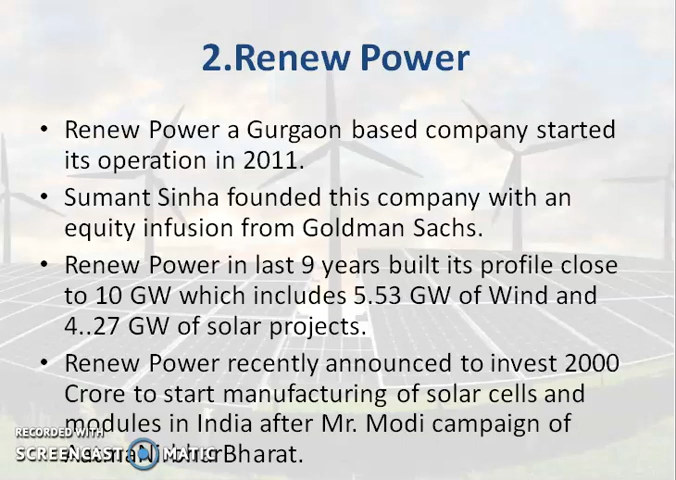 2.Renew Power
• Renew Power a Gurgaon based company started
its operation in 2011.
• Sumant Sinha founded this company with an
equity infusion from Goldman Sachs.
• Renew Power in last 9 years built its profile close
to 10 GW which includes 5.53 GW of Wind and
4..27 GW of solar projects.
• Renew Power recently announced to invest 2000
Crore to start manufacturing of solar cells and
modules in India after Mr. Modi campaign of
RECORDED WITH
SCREENCAST MATIC
Bharat.